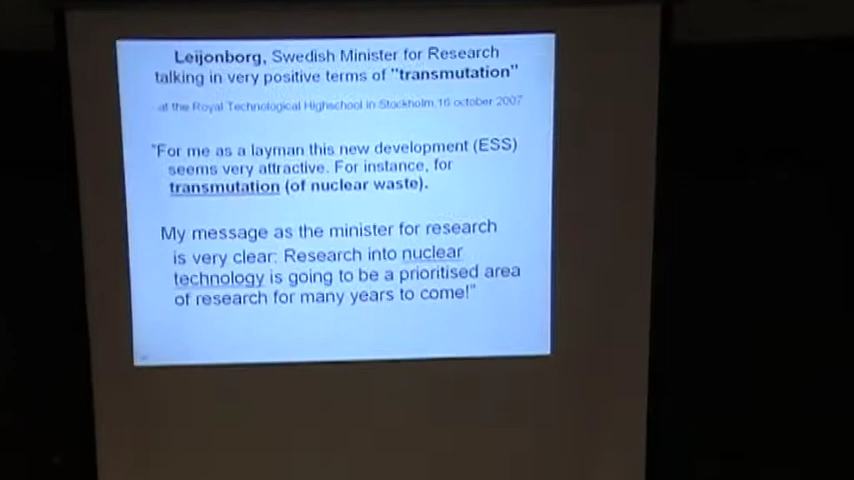 Leijonborg, Swedish Minister for Research
talking in very positive terms of "transmutation"
at the Royal Technological Highschool in Stockholm 16 october 2007
"For me as a layman this new development (ESS)
seems very attractive. For instance, for
transmutation (of nuclear waste).
My message as the minister for research
is very clear: Research into nuclear
technology is going to be a prioritised area
of research for many years to come!"